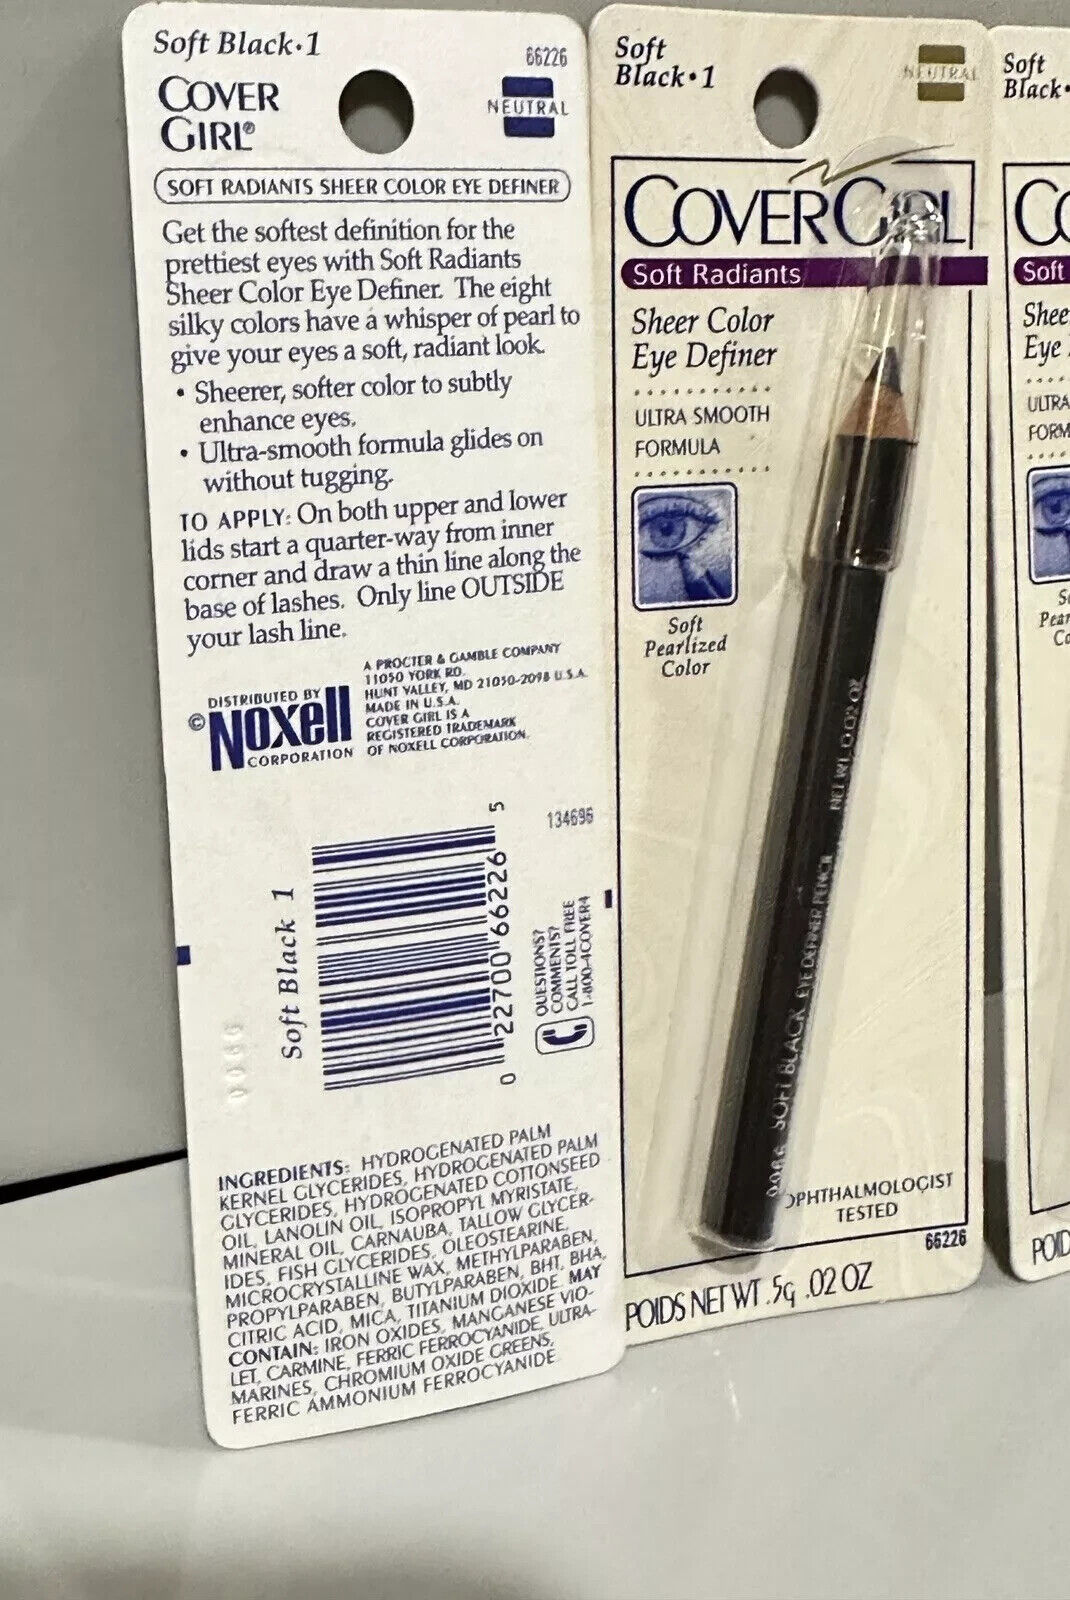 Soft Black•1
66226
COVER
GIRL®
NEUTRAL
SOFT RADIANTS SHEER COLOR EYE DEFINER
Get the softest definition for the
prettiest eyes with Soft Radiants
Sheer Color Eye Definer. The eight
silky colors have a whisper of pearl to
give your eyes a soft, radiant look.
• Sheerer, softer color to subtly
enhance eyes.
• Ultra-smooth formula glides on
without tugging.
TO APPLY: On both upper and lower
lids start a quarter-way from inner
corner and draw a thin line along the
base of lashes. Only line OUTSIDE
your lash line.
DISTRIBUTED BY
© NOXELL
CORPORATION
A PROCTER & GAMBLE COMPANY
11050 YORK RD.
HUNT VALLEY, MD 21030-2098 U.S.A.
MADE IN U.S.A.
COVER GIRL IS A
REGISTERED TRADEMARK
OF NOXELL CORPORATION.
134696
Soft Black 1
0 22700 66226 5
QUESTIONS?
COMMENTS?
CALL TOLL FREE
1-800-4COVER4
INGREDIENTS: HYDROGENATED PALM
KERNEL GLYCERIDES, HYDROGENATED PALM
GLYCERIDES, HYDROGENATED COTTONSEED
OIL, LANOLIN OIL, ISOPROPYL MYRISTATE,
MINERAL OIL, CARNAUBA, TALLOW GLYCER-
IDES, FISH GLYCERIDES, OLEOSTEARINE,
MICROCRYSTALLINE WAX, METHYLPARABEN,
PROPYLPARABEN, BUTYLPARABEN, BHT, BHA,
CITRIC ACID, MICA, TITANIUM DIOXIDE. MAY
CONTAIN: IRON OXIDES, MANGANESE VIO-
LET, CARMINE, FERRIC FERROCYANIDE, ULTRA-
MARINES, CHROMIUM OXIDE GREENS,
FERRIC AMMONIUM FERROCYANIDE
Soft
Black•1
NEUTRAL
COVERGIRL
Soft Radiants
Sheer Color
Eye Definer
ULTRA SMOOTH
FORMULA
Soft
Pearlized
Color
SOFT BLACK EYE DEFINER PENCIL NET WT. 0.02 OZ
OPHTHALMOLOGIST
TESTED
66226
POIDS NET WT .5g .02 OZ
Soft
Black•
CO
Soft
Shee
Eye
ULTRA
FORM
POID